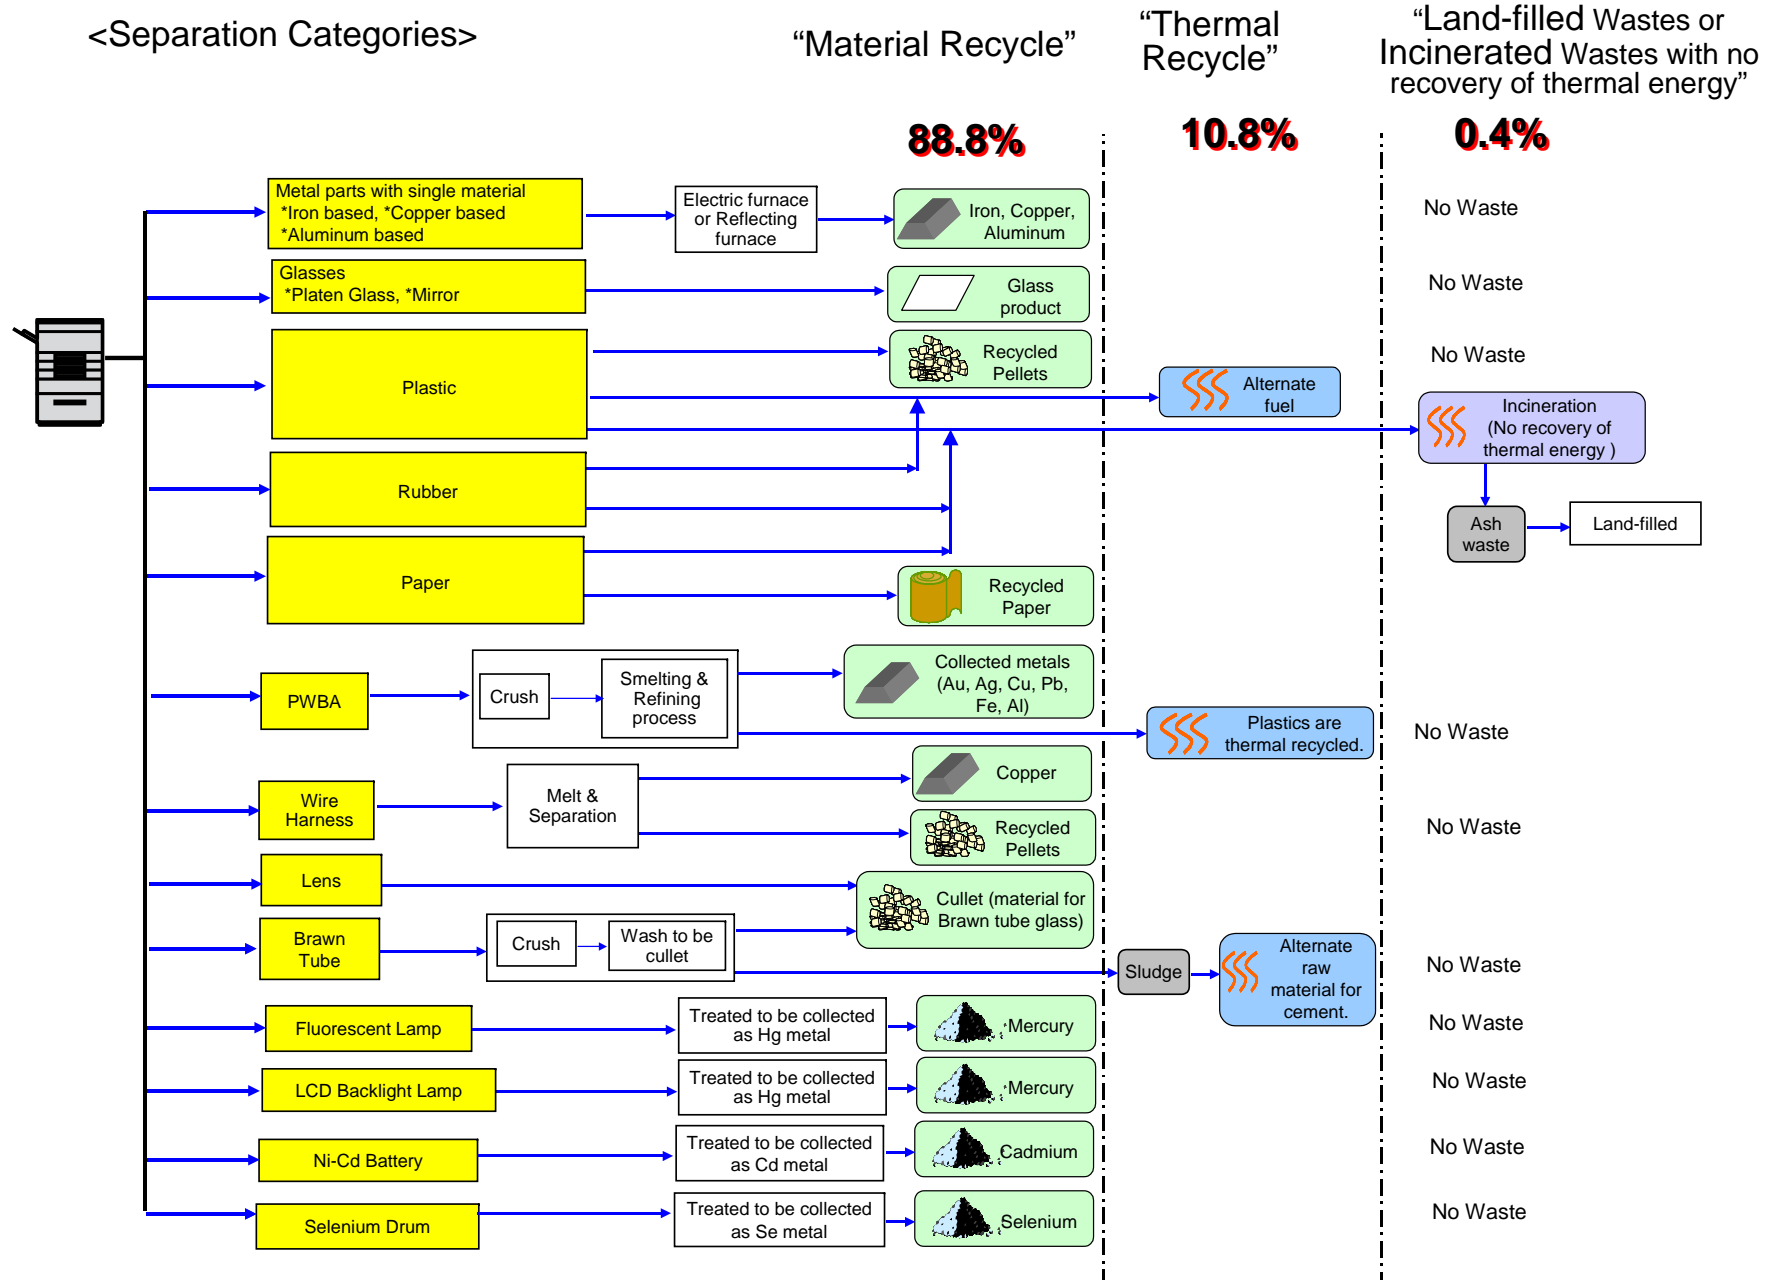 <Separation Categories>
“Material Recycle”
“Thermal
Recycle”
“Land-filled Wastes or
Incinerated Wastes with no
recovery of thermal energy”
88.8%
10.8%
0.4%
Metal parts with single material
*Iron based, *Copper based
*Aluminum based
Electric furnace
or Reflecting
furnace
Iron, Copper,
Aluminum
No Waste
Glasses
*Platen Glass, *Mirror
Glass
product
No Waste
Plastic
Recycled
Pellets
No Waste
Alternate
fuel
Incineration
(No recovery of
thermal energy )
Rubber
Ash
waste
Land-filled
Paper
Recycled
Paper
PWBA
Crush
Smelting &
Refining
process
Collected metals
(Au, Ag, Cu, Pb,
Fe, Al)
Plastics are
thermal recycled.
No Waste
Wire
Harness
Melt &
Separation
Copper
Recycled
Pellets
No Waste
Lens
Cullet (material for
Brawn tube glass)
Brawn
Tube
Crush
Wash to be
cullet
Sludge
Alternate
raw
material for
cement.
No Waste
Fluorescent Lamp
Treated to be collected
as Hg metal
Mercury
No Waste
LCD Backlight Lamp
Treated to be collected
as Hg metal
Mercury
No Waste
Ni-Cd Battery
Treated to be collected
as Cd metal
Cadmium
No Waste
Selenium Drum
Treated to be collected
as Se metal
Selenium
No Waste